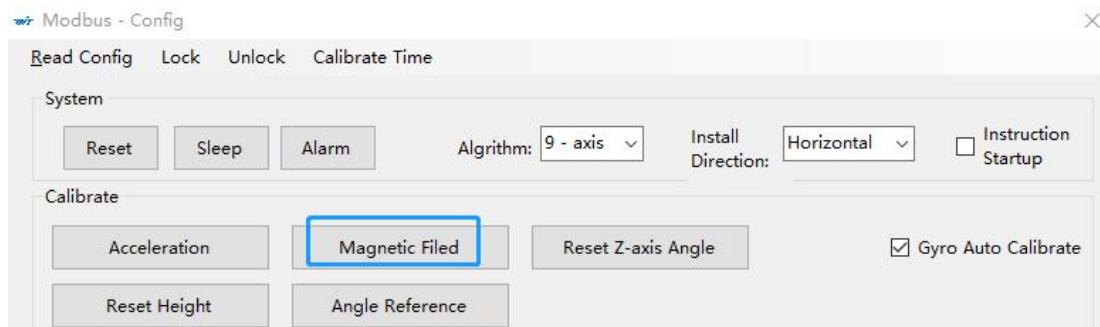 wit Modbus - Config
Read Config Lock Unlock Calibrate Time
System
Reset Sleep Alarm Algrithm: 9 - axis Install Direction: Horizontal Instruction Startup
Calibrate
Acceleration Magnetic Filed Reset Z-axis Angle Gyro Auto Calibrate
Reset Height Angle Reference